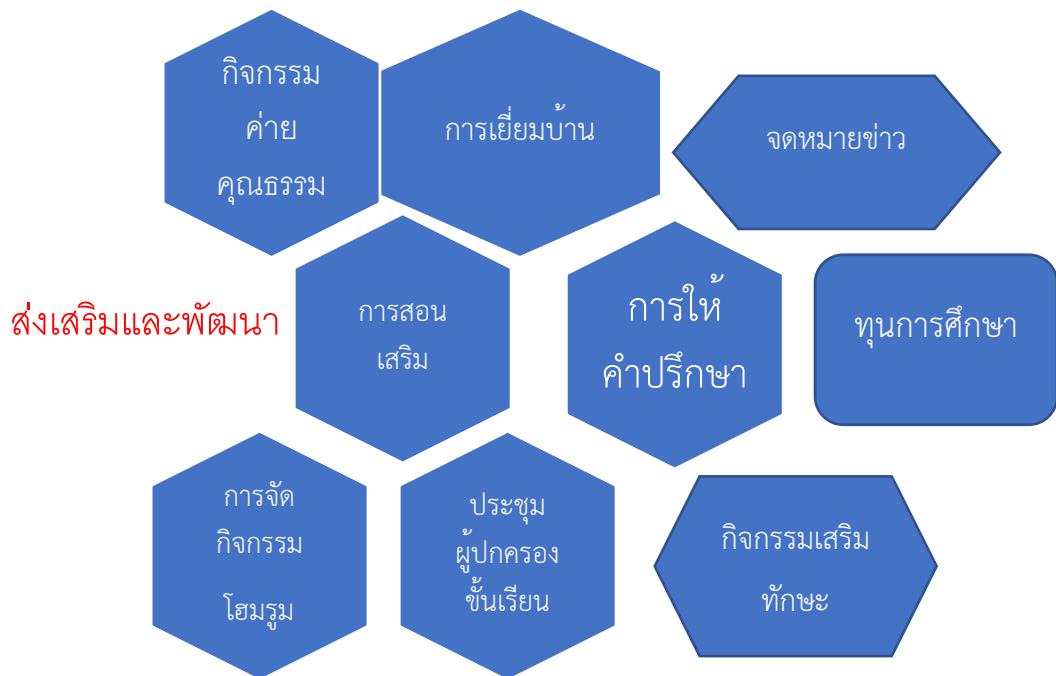 กิจกรรม
ค่าย
คุณธรรม
การเยี่ยมบ้าน
จดหมายข่าว
ส่งเสริมและพัฒนา
การสอน
เสริม
การให้
คำปรึกษา
ทุนการศึกษา
การจัด
กิจกรรม
โฮมรูม
ประชุม
ผู้ปกครอง
ขั้นเรียน
กิจกรรมเสริม
ทักษะ